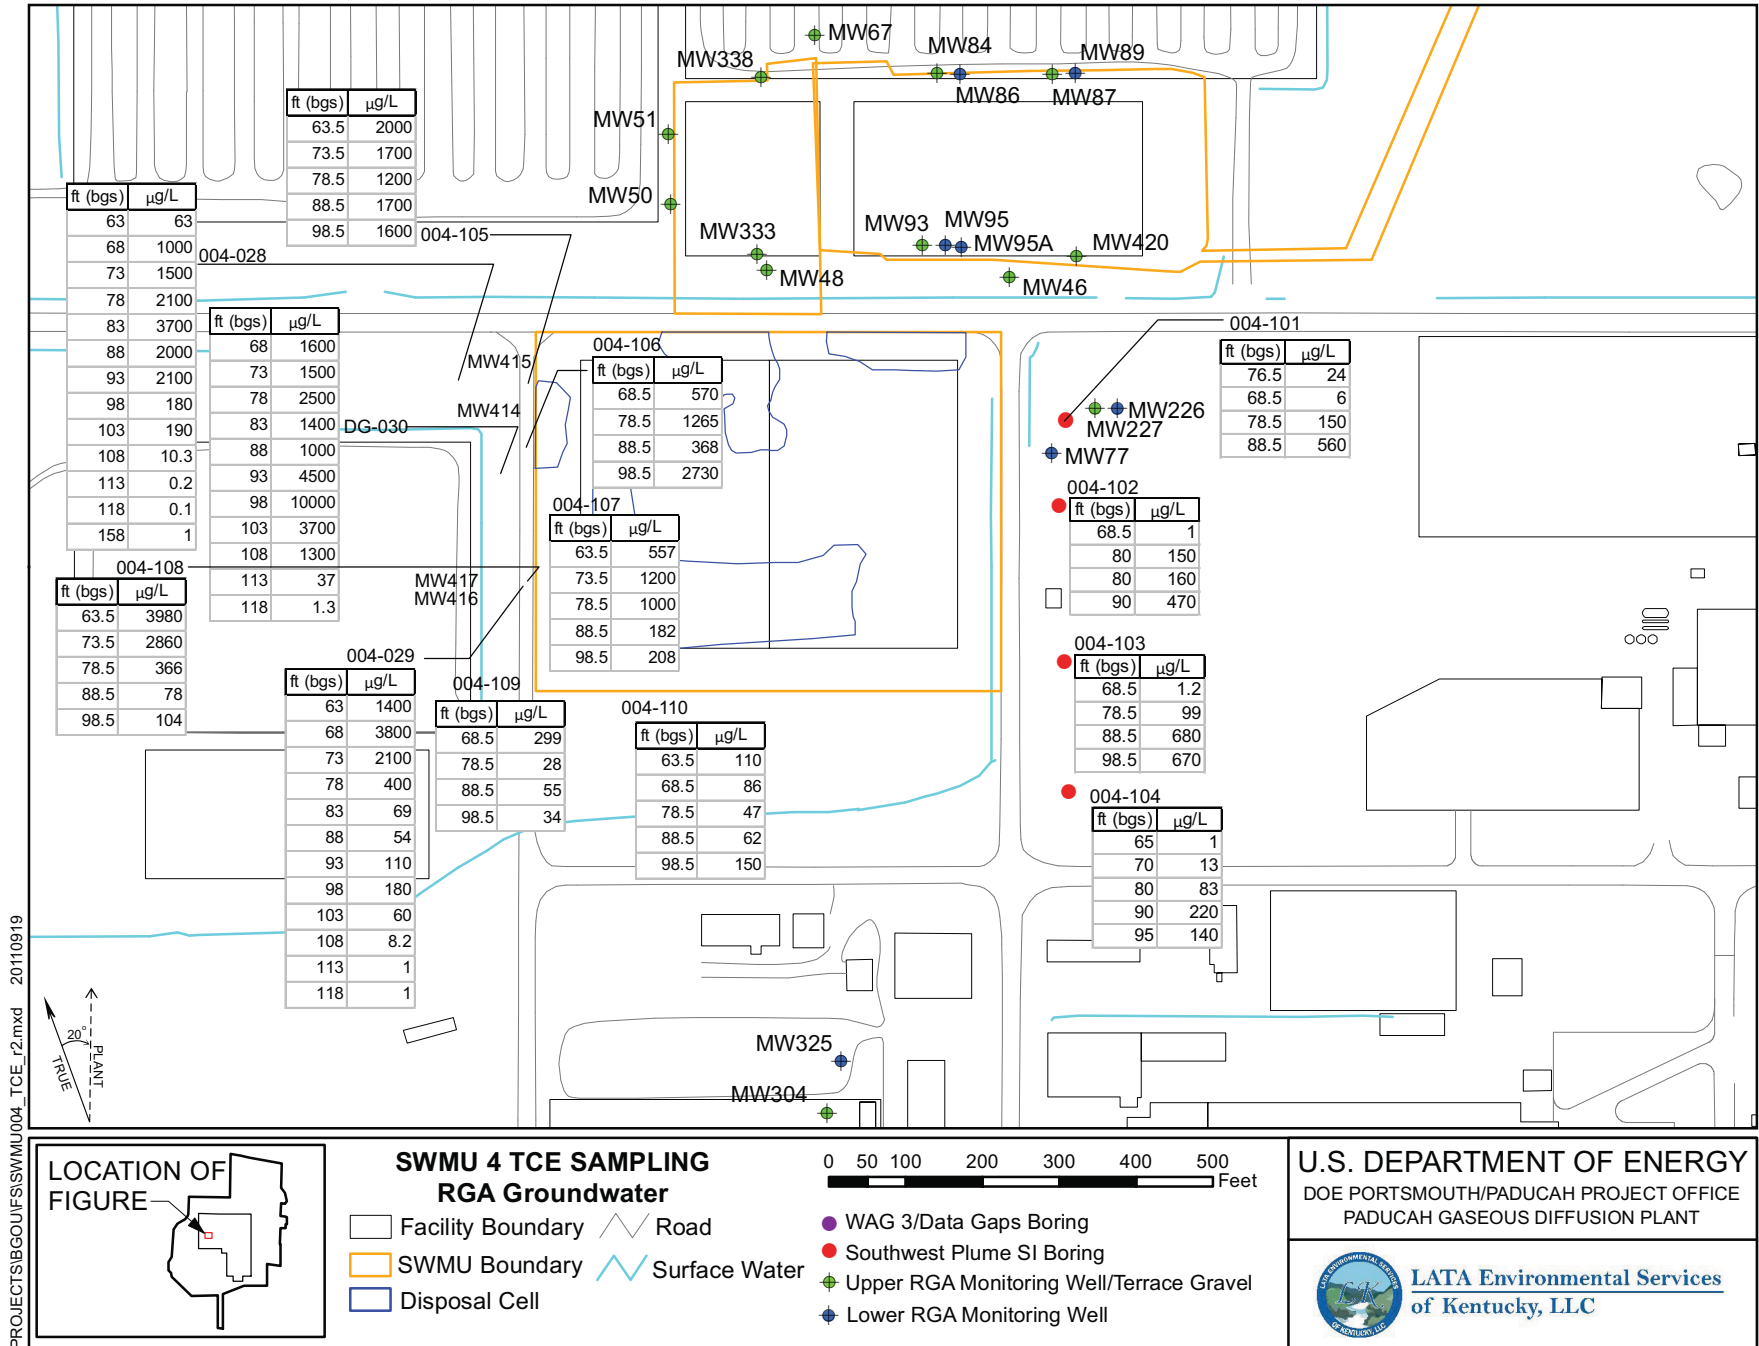 MW67
MW84
MW89
MW338
MW86
MW87
MW51
MW50
MW333
MW48
MW93
MW95
MW95A
MW420
MW46
ft (bgs) µg/L
63.5 2000
73.5 1700
78.5 1200
88.5 1700
98.5 1600
004-105
ft (bgs) µg/L
63 63
68 1000
73 1500
78 2100
83 3700
88 2000
93 2100
98 180
103 190
108 10.3
113 0.2
118 0.1
158 1
004-028
ft (bgs) µg/L
68 1600
73 1500
78 2500
83 1400
88 1000
93 4500
98 10000
103 3700
108 1300
113 37
118 1.3
DG-030
MW415
MW414
004-106
ft (bgs) µg/L
68.5 570
78.5 1265
88.5 368
98.5 2730
004-107
ft (bgs) µg/L
63.5 557
73.5 1200
78.5 1000
88.5 182
98.5 208
004-101
ft (bgs) µg/L
76.5 24
68.5 6
78.5 150
88.5 560
MW226
MW227
MW77
004-102
ft (bgs) µg/L
68.5 1
80 150
80 160
90 470
004-103
ft (bgs) µg/L
68.5 1.2
78.5 99
88.5 680
98.5 670
004-104
ft (bgs) µg/L
65 1
70 13
80 83
90 220
95 140
004-108
ft (bgs) µg/L
63.5 3980
73.5 2860
78.5 366
88.5 78
98.5 104
MW417
MW416
004-029
ft (bgs) µg/L
63 1400
68 3800
73 2100
78 400
83 69
88 54
93 110
98 180
103 60
108 8.2
113 1
118 1
004-109
ft (bgs) µg/L
68.5 299
78.5 28
88.5 55
98.5 34
004-110
ft (bgs) µg/L
63.5 110
68.5 86
78.5 47
88.5 62
98.5 150
MW325
MW304
20°
TRUE
PLANT
PROJECTS\BGOU\FS\SWMU004_TCE_r2.mxd 20110919
LOCATION OF
FIGURE
SWMU 4 TCE SAMPLING
RGA Groundwater
Facility Boundary
Road
SWMU Boundary
Surface Water
Disposal Cell
0 50 100 200 300 400 500
Feet
WAG 3/Data Gaps Boring
Southwest Plume SI Boring
Upper RGA Monitoring Well/Terrace Gravel
Lower RGA Monitoring Well
U.S. DEPARTMENT OF ENERGY
DOE PORTSMOUTH/PADUCAH PROJECT OFFICE
PADUCAH GASEOUS DIFFUSION PLANT
LATA ENVIRONMENTAL SERVICES
OF KENTUCKY, LLC
LATA Environmental Services
of Kentucky, LLC